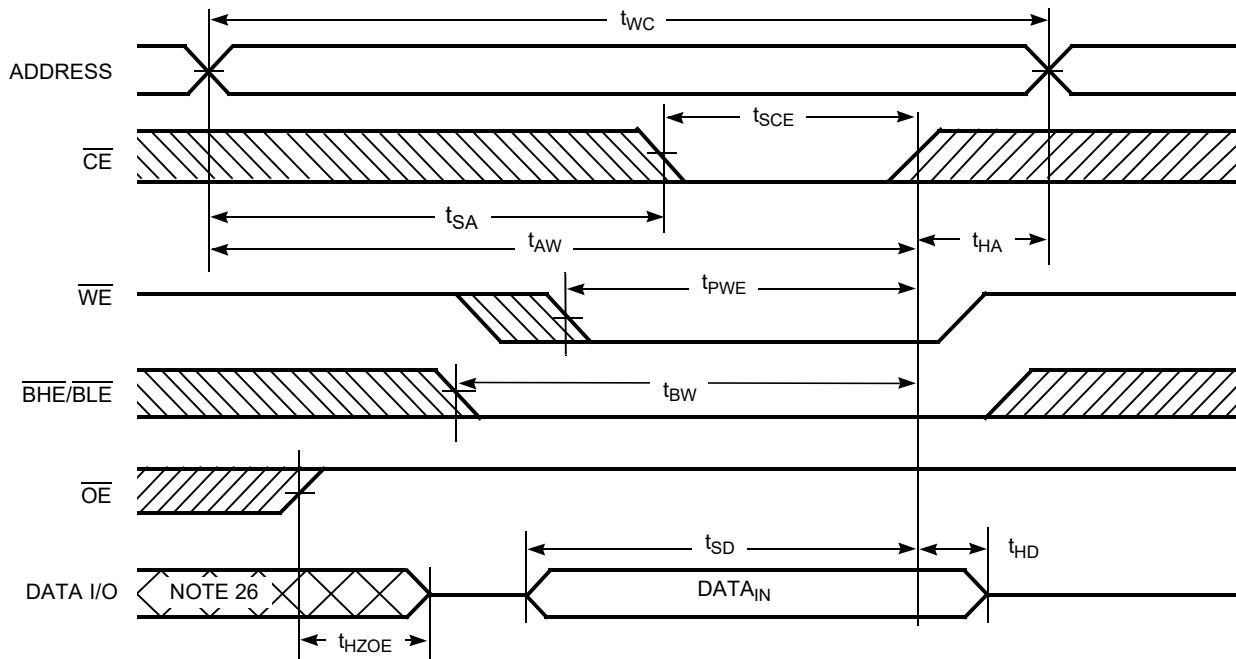 tWC
ADDRESS
tSCE
CE
tSA
tAW
tHA
WE
tPWE
BHE/BLE
tBW
OE
tSD
tHD
DATA I/O
NOTE 26
DATAIN
tHZOE